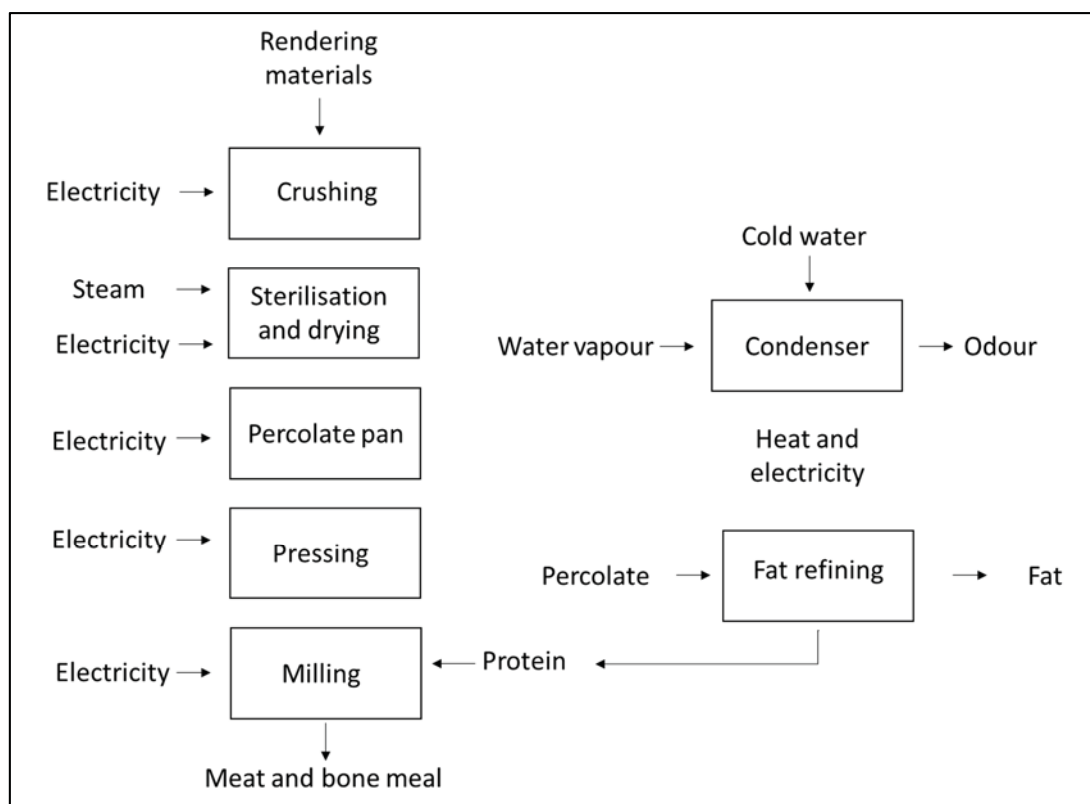 Rendering
materials
Electricity
Crushing
Steam
Electricity
Sterilisation
and drying
Electricity
Percolate pan
Electricity
Pressing
Electricity
Milling
Meat and bone meal
Cold water
Water vapour
Condenser
Odour
Heat and
electricity
Percolate
Fat refining
Fat
Protein